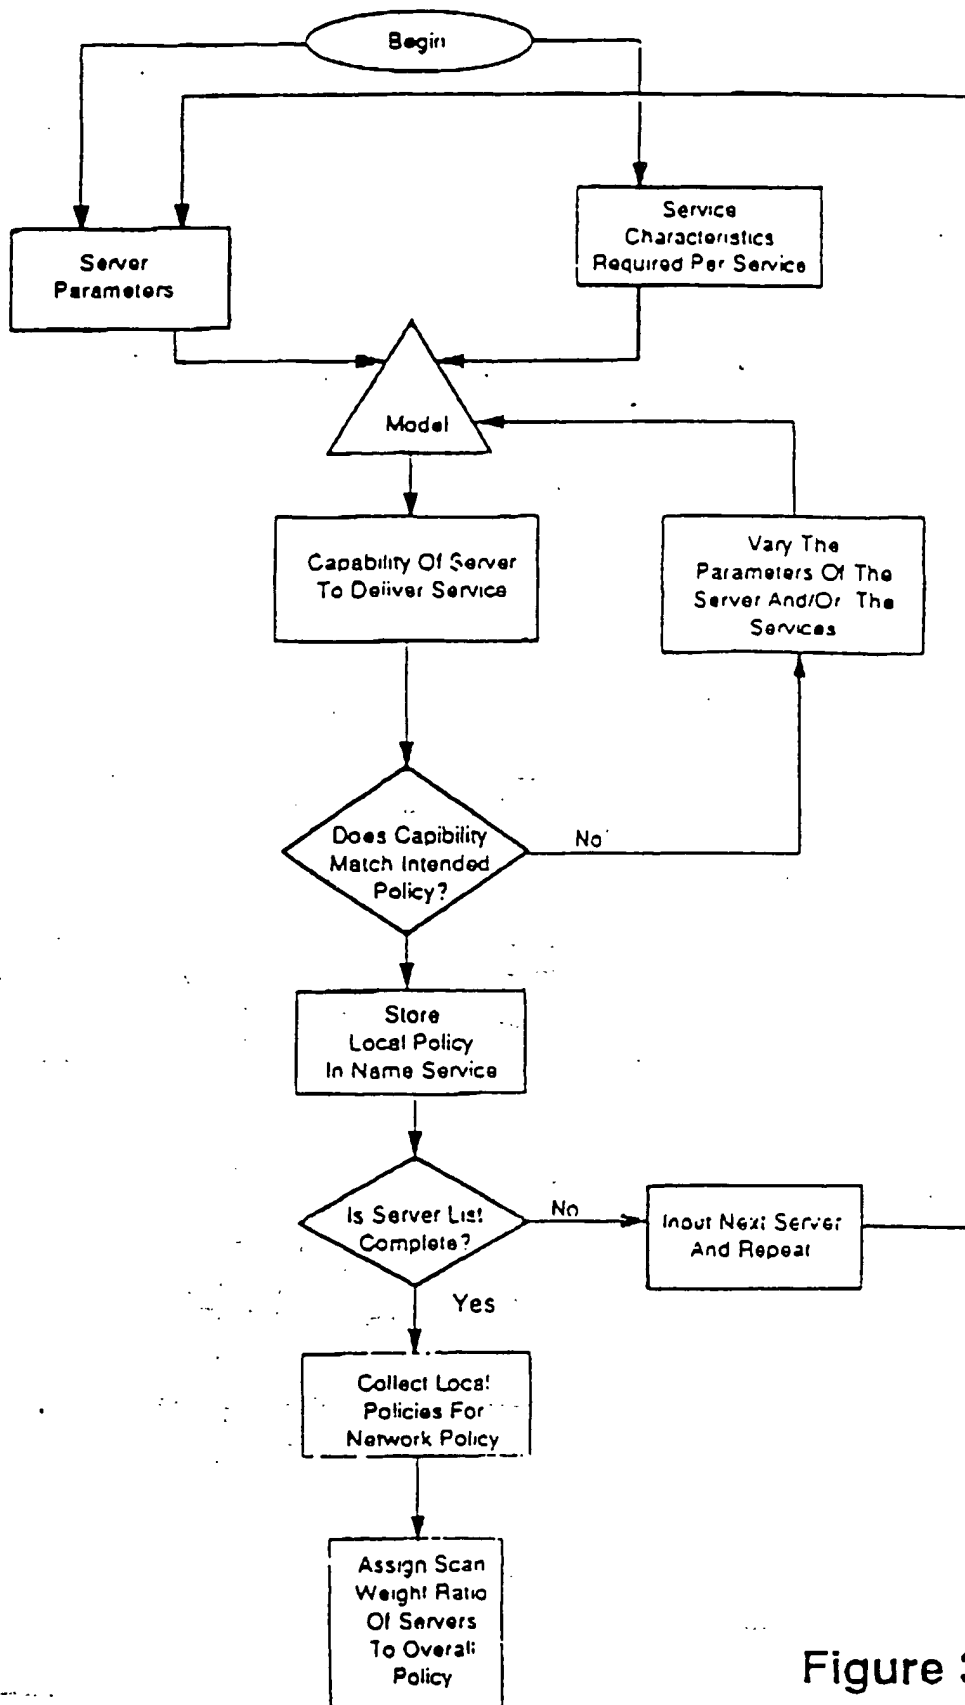 Begin
Service
Characteristics
Required Per Service
Server
Parameters
Model
Capability Of Server
To Deliver Service
Vary The
Parameters Of The
Server And/Or The
Services
Does Capibility
Match Intended
Policy?
No
Store
Local Policy
In Name Service
Is Server List
Complete?
No
Input Next Server
And Repeat
Yes
Collect Local
Policies For
Network Policy
Assign Scan
Weight Ratio
Of Servers
To Overall
Policy
Figure 3